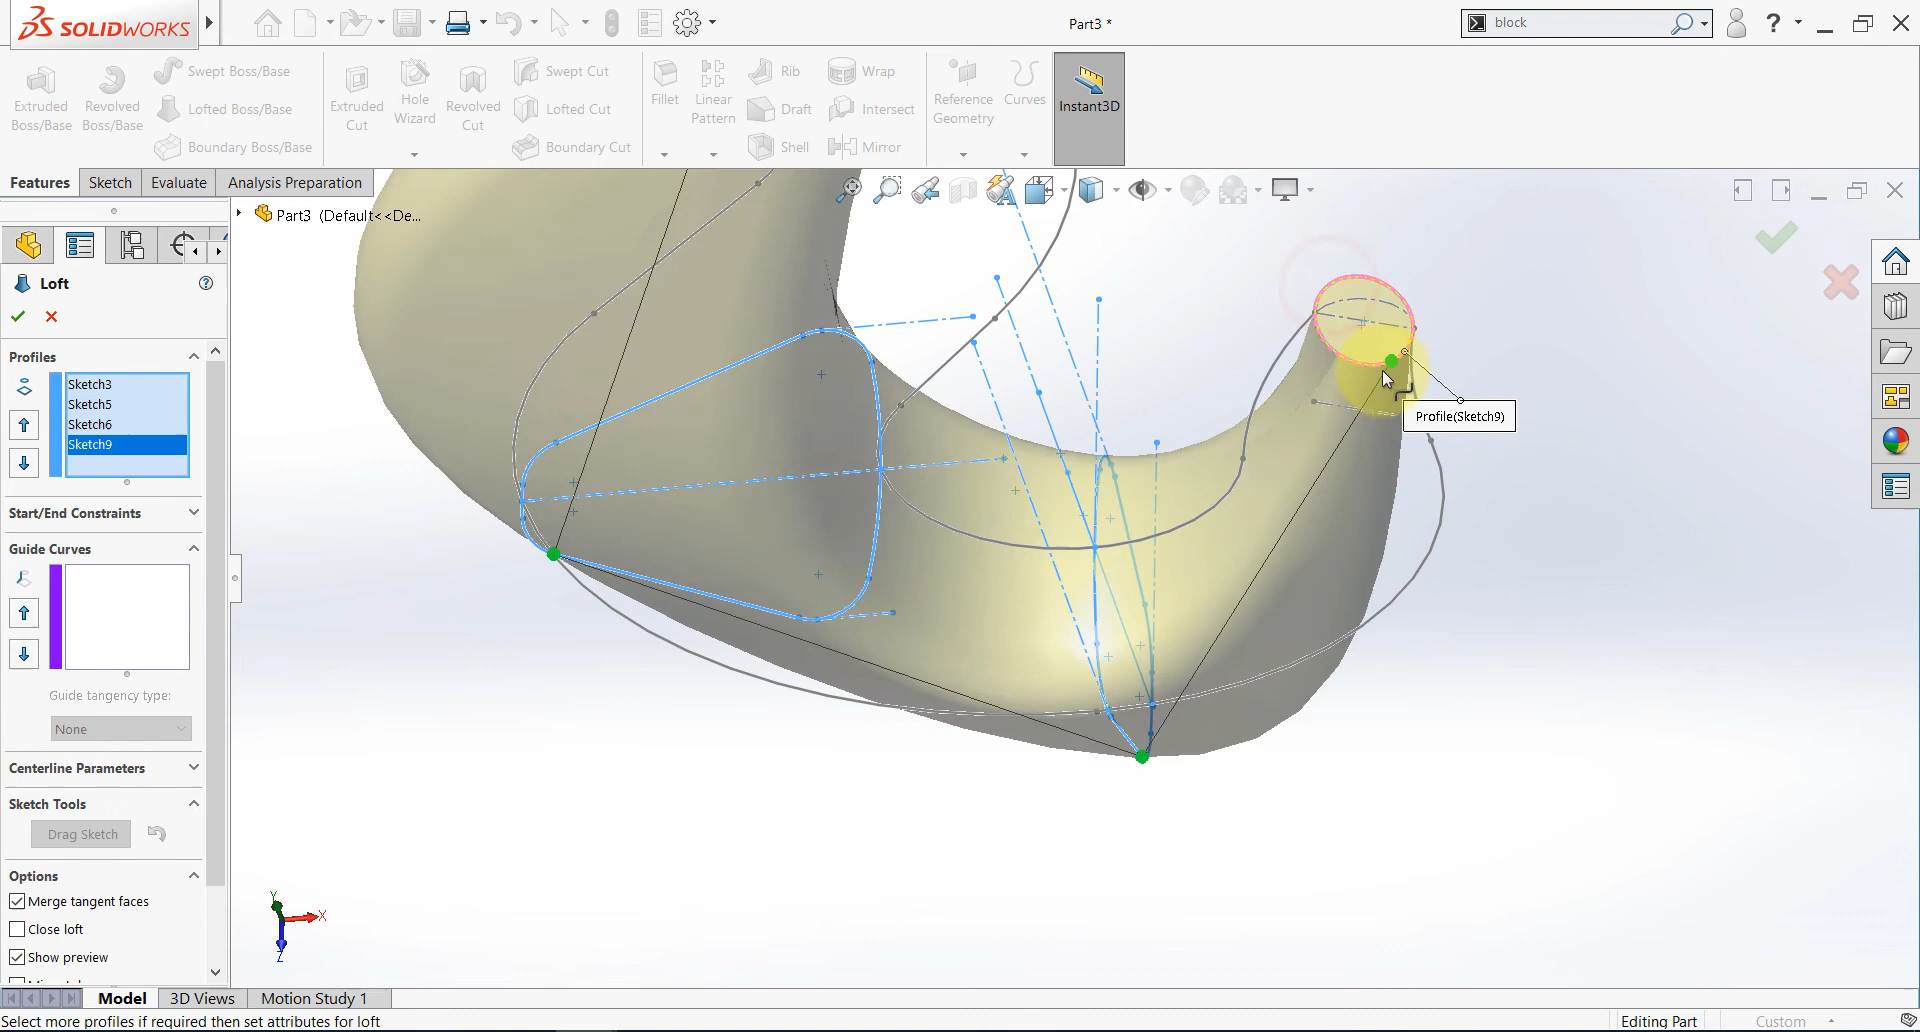 SOLIDWORKS
Part3 *
block
Extruded Boss/Base
Revolved Boss/Base
Swept Boss/Base
Lofted Boss/Base
Boundary Boss/Base
Extruded Cut
Hole Wizard
Revolved Cut
Swept Cut
Lofted Cut
Boundary Cut
Fillet
Linear Pattern
Rib
Draft
Shell
Wrap
Intersect
Mirror
Reference Geometry
Curves
Instant3D
Features
Sketch
Evaluate
Analysis Preparation
Part3 (Default<<De...
Loft
Profiles
Sketch3
Sketch5
Sketch6
Sketch9
Start/End Constraints
Guide Curves
Guide tangency type:
None
Centerline Parameters
Sketch Tools
Drag Sketch
Options
Merge tangent faces
Close loft
Show preview
Profile(Sketch9)
Y
X
Z
Model
3D Views
Motion Study 1
Select more profiles if required then set attributes for loft
Editing Part
Custom